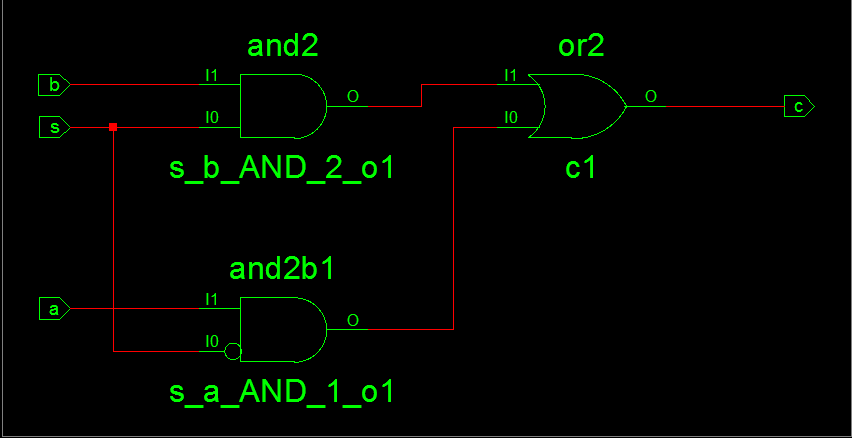 and2
or2
b
I1
O
I1
O
c
s
I0
I0
s_b_AND_2_o1
c1
and2b1
a
I1
O
I0
s_a_AND_1_o1